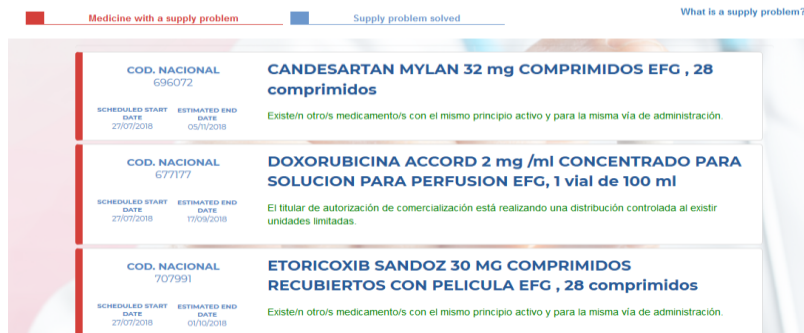 Medicine with a supply problem
Supply problem solved
What is a supply problem?
COD. NACIONAL
696072
SCHEDULED START DATE
27/07/2018
ESTIMATED END DATE
05/11/2018
CANDESARTAN MYLAN 32 mg COMPRIMIDOS EFG , 28
comprimidos
Existe/n otro/s medicamento/s con el mismo principio activo y para la misma vía de administración.
COD. NACIONAL
677177
SCHEDULED START DATE
27/07/2018
ESTIMATED END DATE
17/09/2018
DOXORUBICINA ACCORD 2 mg /ml CONCENTRADO PARA
SOLUCION PARA PERFUSION EFG, 1 vial de 100 ml
El titular de autorización de comercialización está realizando una distribución controlada al existir
unidades limitadas.
COD. NACIONAL
707991
SCHEDULED START DATE
27/07/2018
ESTIMATED END DATE
01/10/2018
ETORICOXIB SANDOZ 30 MG COMPRIMIDOS
RECUBIERTOS CON PELICULA EFG , 28 comprimidos
Existe/n otro/s medicamento/s con el mismo principio activo y para la misma vía de administración.